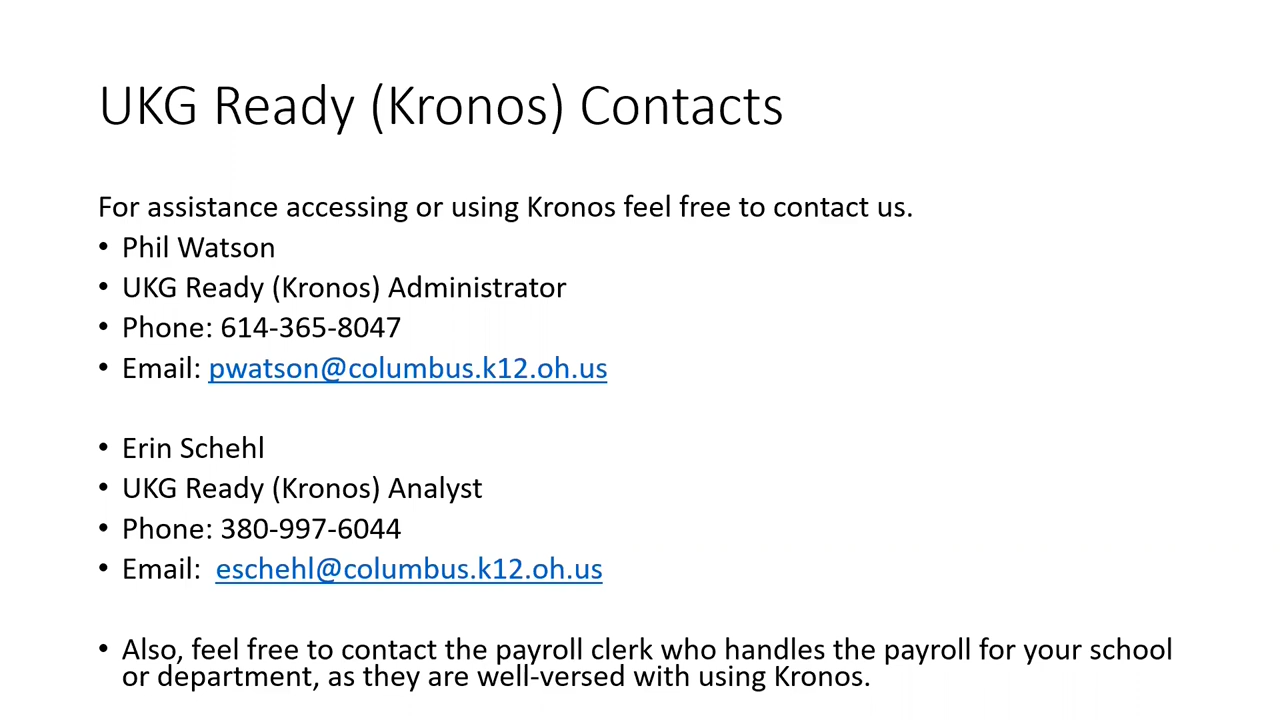 UKG Ready (Kronos) Contacts
For assistance accessing or using Kronos feel free to contact us.
• Phil Watson
• UKG Ready (Kronos) Administrator
• Phone: 614-365-8047
• Email: pwatson@columbus.k12.oh.us
• Erin Schehl
• UKG Ready (Kronos) Analyst
• Phone: 380-997-6044
• Email: eschehl@columbus.k12.oh.us
• Also, feel free to contact the payroll clerk who handles the payroll for your school
or department, as they are well-versed with using Kronos.